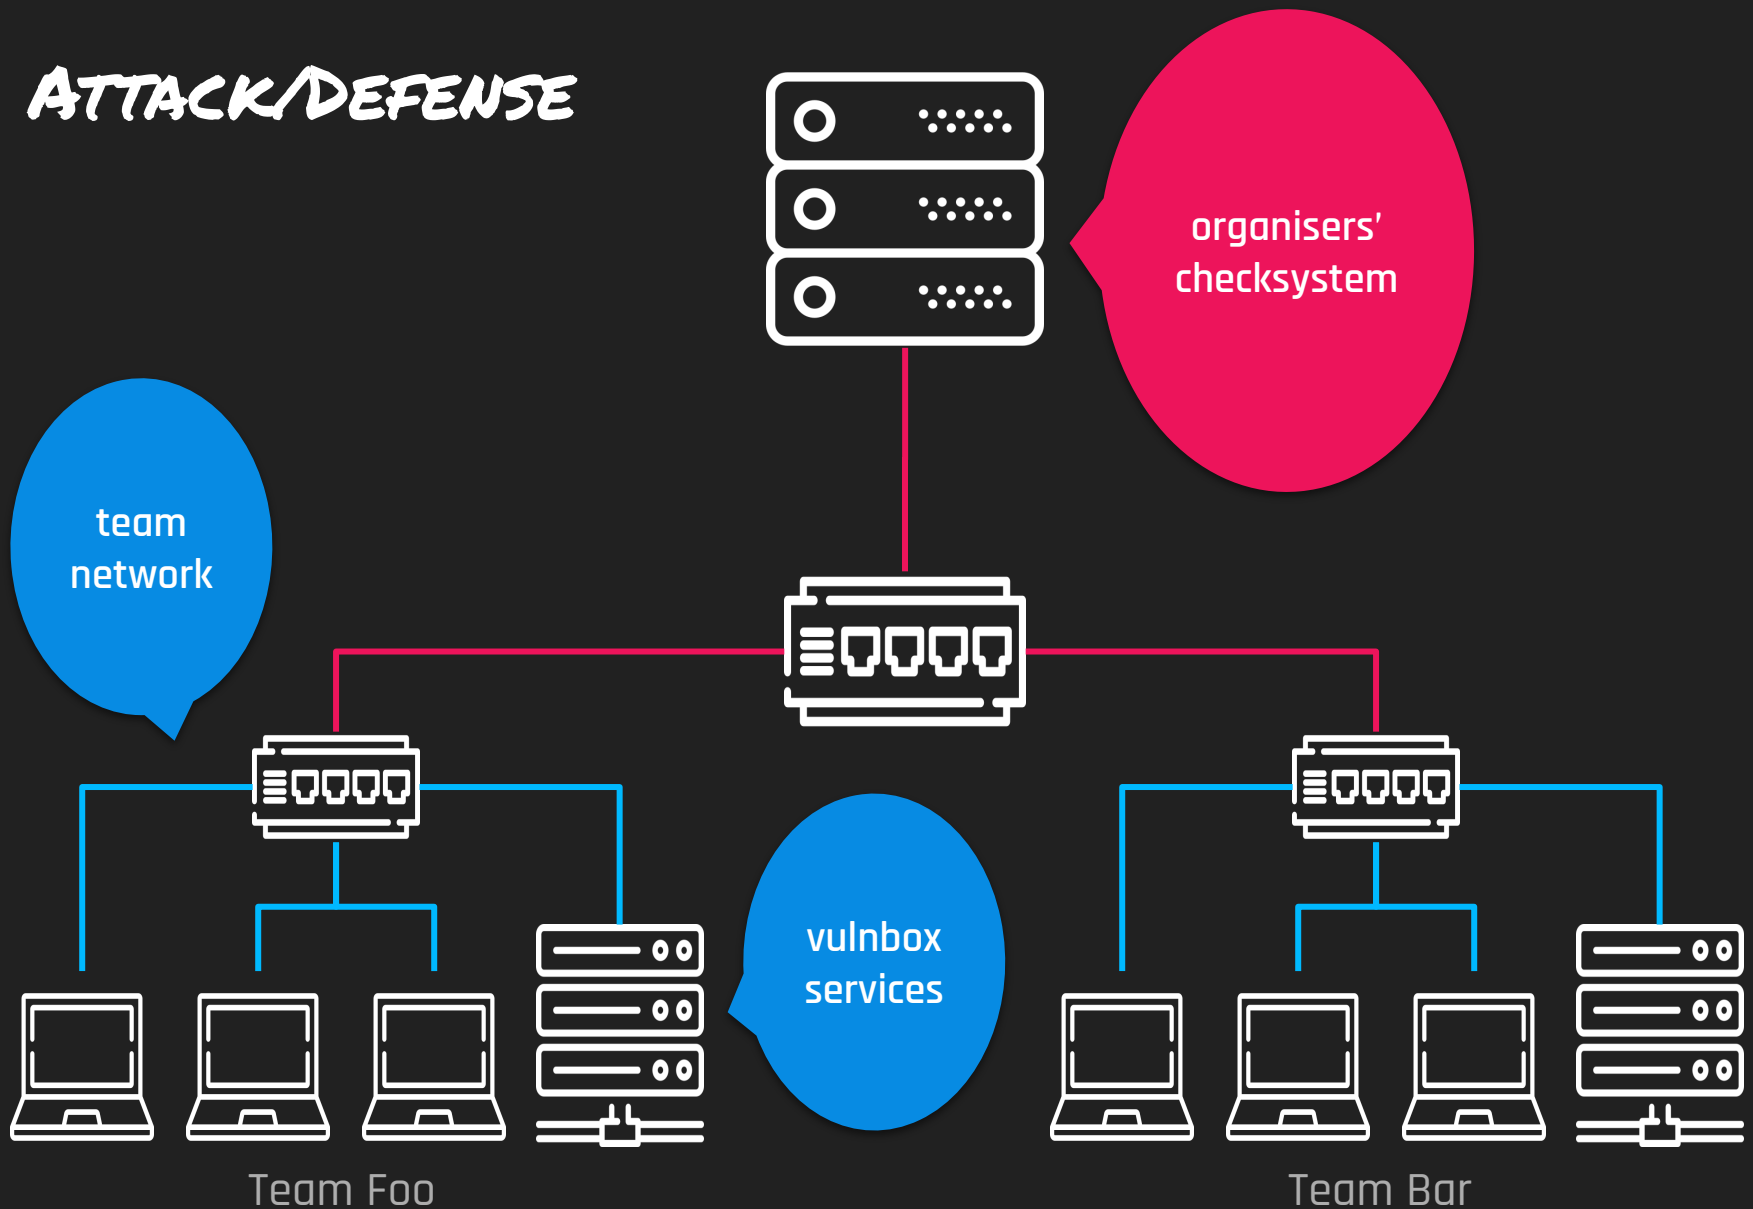 ATTACK/DEFENSE
organisers'
checksystem
team
network
vulnbox
services
Team Foo
Team Bar